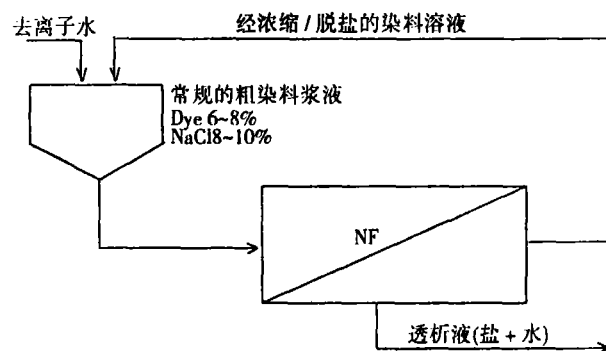 去离子水
经浓缩 / 脱盐的染料溶液
常规的粗染料浆液
Dye 6~8%
NaCl8~10%
NF
透析液(盐 + 水)